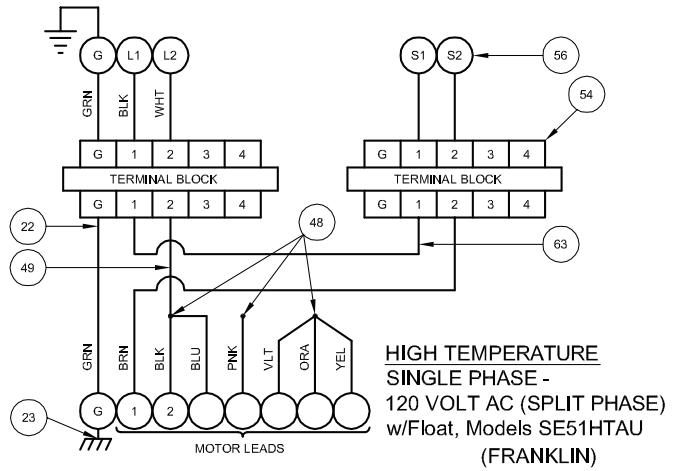 G L1 L2 S1 S2 56
54
GRN BLK WHT
G 1 2 3 4 G 1 2 3 4
TERMINAL BLOCK TERMINAL BLOCK
G 1 2 3 4 G 1 2 3 4
22 48
63
49
GRN BRN BLK BLU PNK VLT ORA YEL
HIGH TEMPERATURE
SINGLE PHASE -
120 VOLT AC (SPLIT PHASE)
w/Float, Models SE51HTAU
(FRANKLIN)
23 G 1 2
MOTOR LEADS